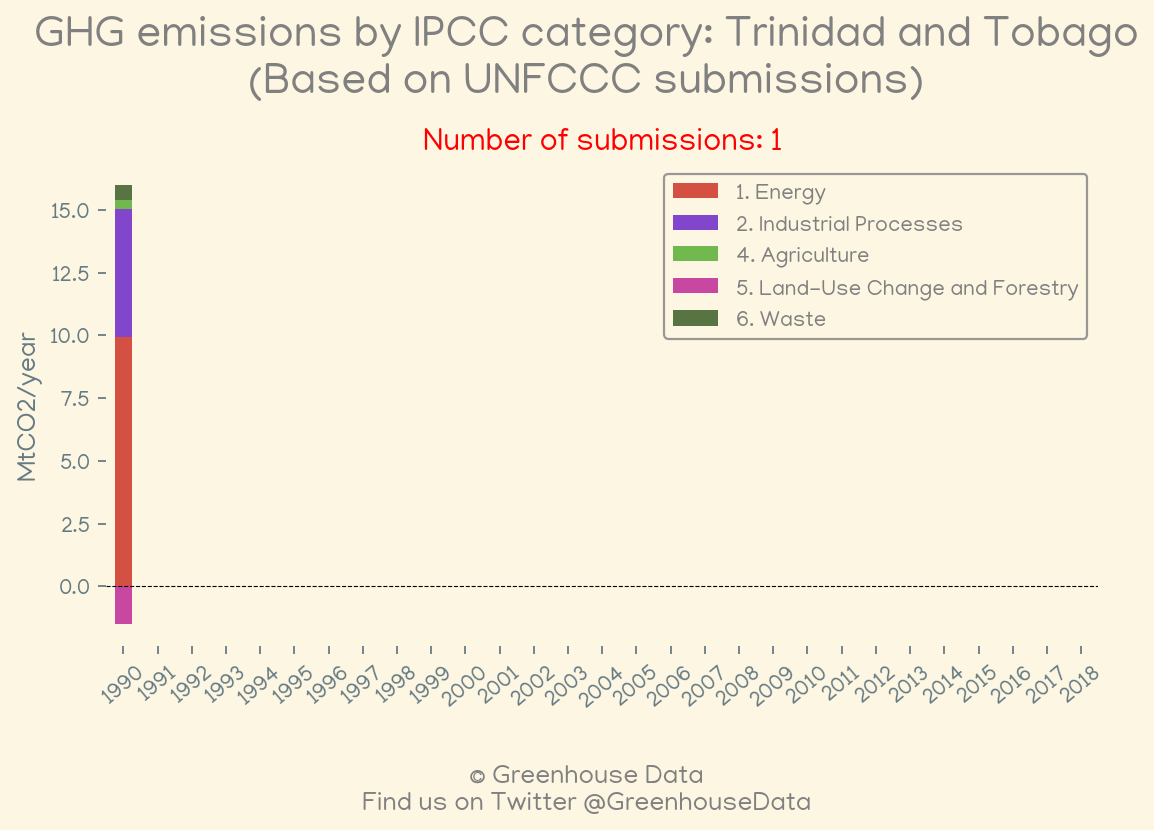 GHG emissions by IPCC category: Trinidad and Tobago
(Based on UNFCCC submissions)
Number of submissions: 1
1. Energy
2. Industrial Processes
4. Agriculture
5. Land-Use Change and Forestry
6. Waste
MtCO2/year
15.0
12.5
10.0
7.5
5.0
2.5
0.0
1990 1991 1992 1993 1994 1995 1996 1997 1998 1999 2000 2001 2002 2003 2004 2005 2006 2007 2008 2009 2010 2011 2012 2013 2014 2015 2016 2017 2018
© Greenhouse Data
Find us on Twitter @GreenhouseData